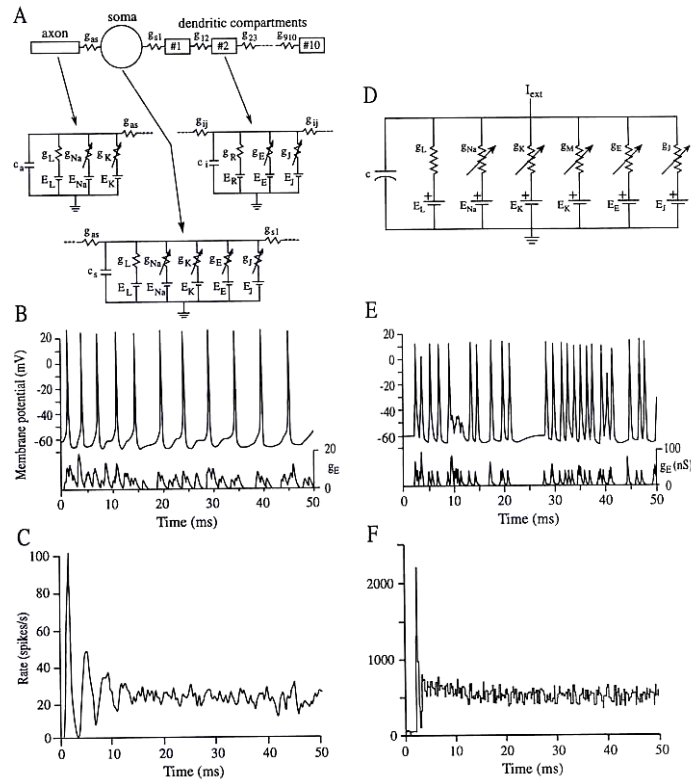 A
axon
g_as
soma
g_s1
dendritic compartments
#1
g_12
#2
g_23
g_910
#10
g_as
c_a
g_L
g_Na
g_K
E_L
E_Na
E_K
g_ij
g_ij
c_i
g_R
g_E
g_J
E_R
E_E
E_J
g_as
g_s1
c_s
g_L
g_Na
g_K
g_E
g_J
E_L
E_Na
E_K
E_E
E_J
D
I_ext
c
g_L
g_Na
g_K
g_M
g_E
g_J
+ + + + + +
E_L
E_Na
E_K
E_K
E_E
E_J
B
Membrane potential (mV)
20
0
-20
-40
-60
20
g_E
0
0 10 20 30 40 50
Time (ms)
E
20
10
0
-20
-40
-60
100
g_E (nS)
0
0 10 20 30 40 50
Time (ms)
C
Rate (spikes/s)
100
80
60
40
20
0
0 10 20 30 40 50
Time (ms)
F
2000
1000
0
0 10 20 30 40 50
Time (ms)